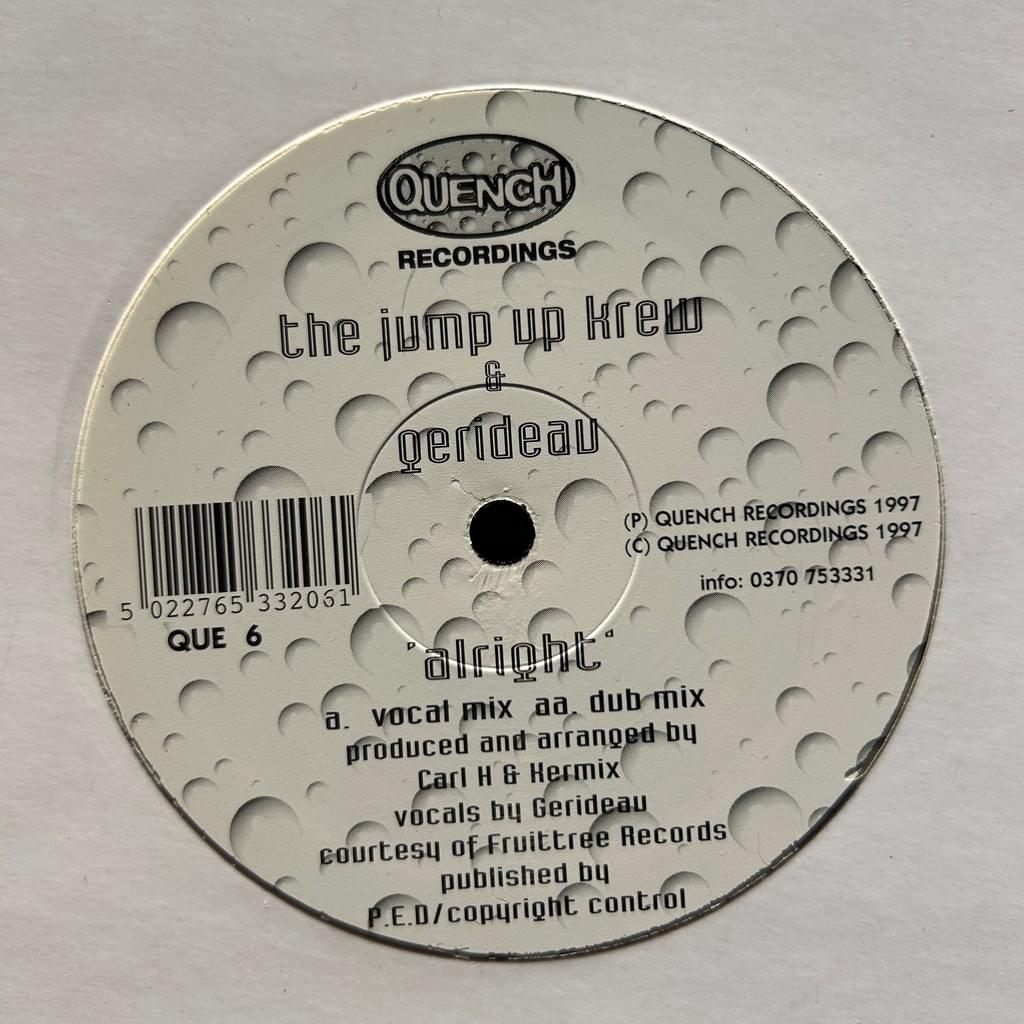 QUENCH
RECORDINGS
the jump up krew
&
gerideau
(P) QUENCH RECORDINGS 1997
(C) QUENCH RECORDINGS 1997
info: 0370 753331
5 022765 332061
QUE 6
"alright"
a. vocal mix aa. dub mix
produced and arranged by
Carl H & Hermix
vocals by Gerideau
courtesy of Fruittree Records
published by
P.E.D/copyright control